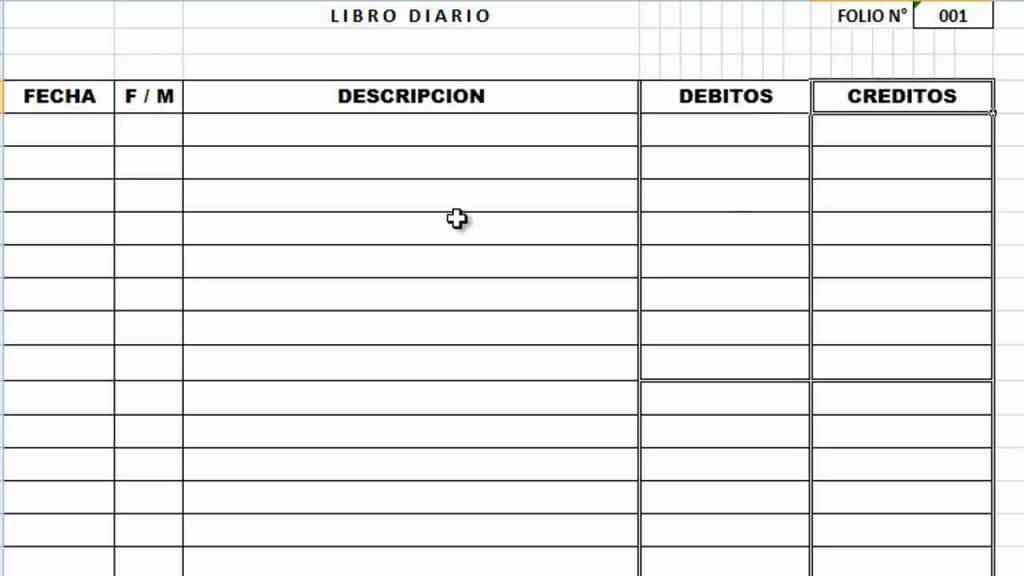 LIBRO DIARIO FOLIO N° 001
FECHA F / M DESCRIPCION DEBITOS CREDITOS